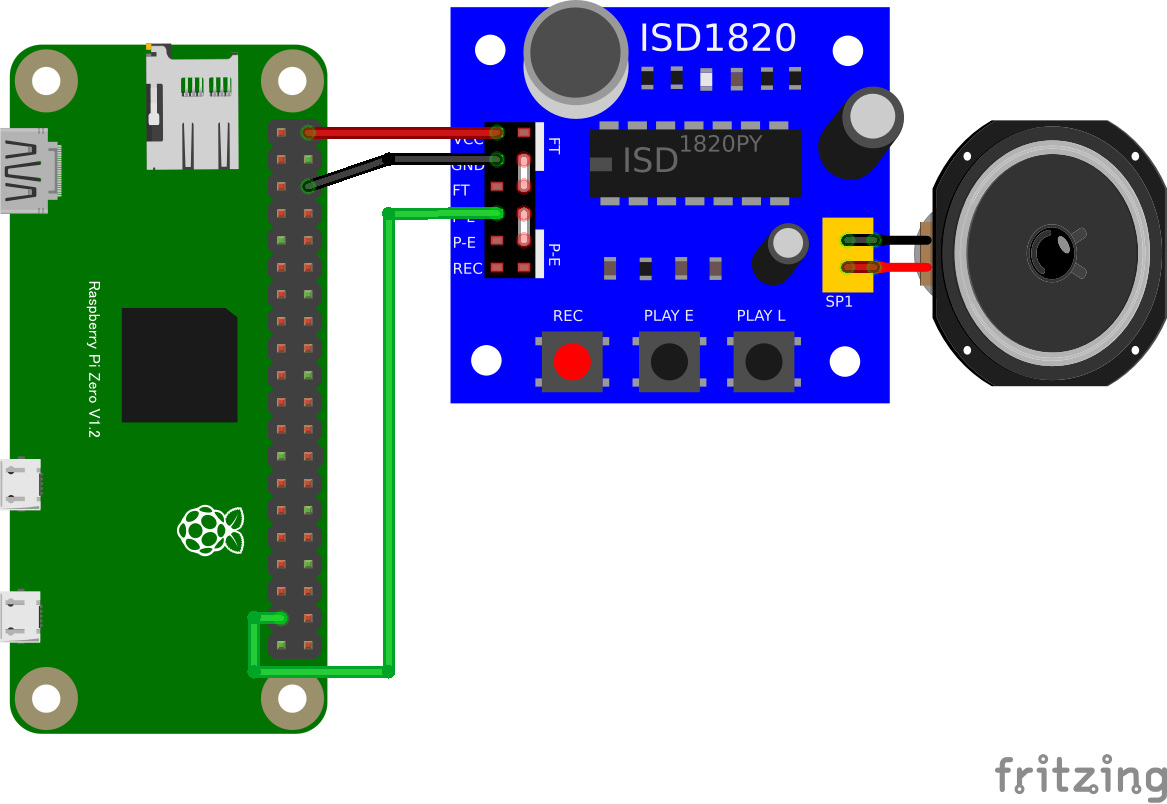 ISD1820
ISD 1820PY
VCC
GND
FT
P-E
REC
FT
P-E
SP1
REC
PLAY E
PLAY L
Raspberry Pi Zero V1.2
fritzing